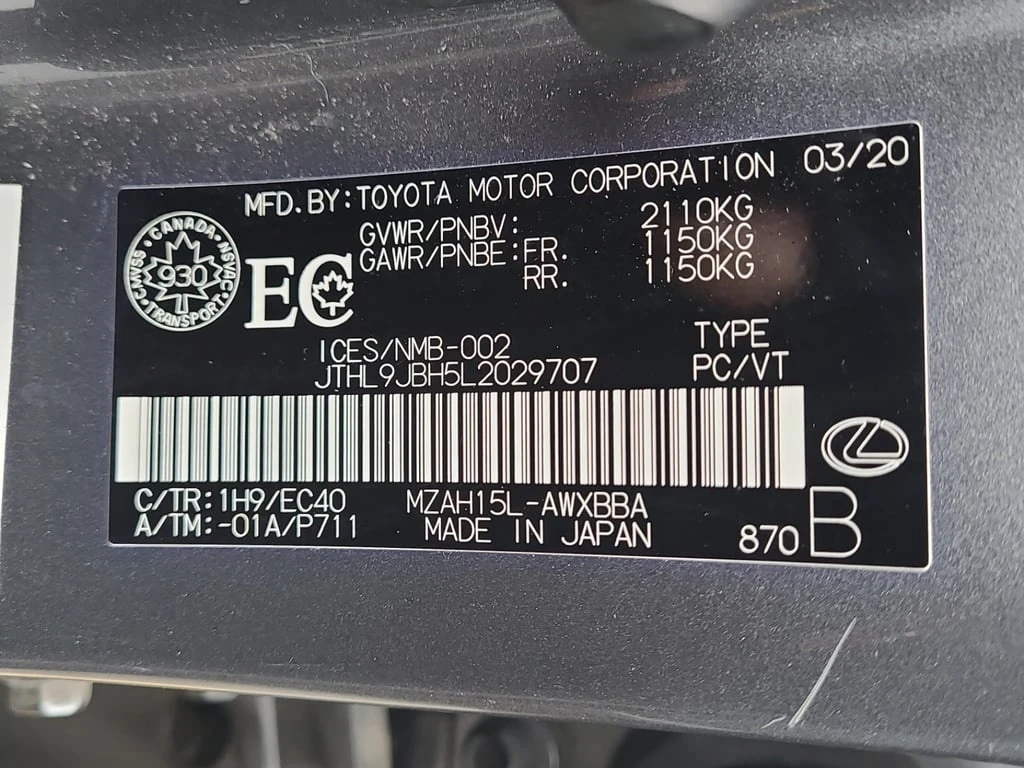 MFD.BY:TOYOTA MOTOR CORPORATION 03/20
GVWR/PNBV: 2110KG
GAWR/PNBE:FR. 1150KG
RR. 1150KG
CANADA
CMVSS NSVAC
930
TRANSPORT
EC
ICES/NMB-002
JTHL9JBH5L2029707
TYPE
PC/VT
C/TR:1H9/EC40 MZAH15L-AWXBBA
A/TM:-01A/P711 MADE IN JAPAN
870 B